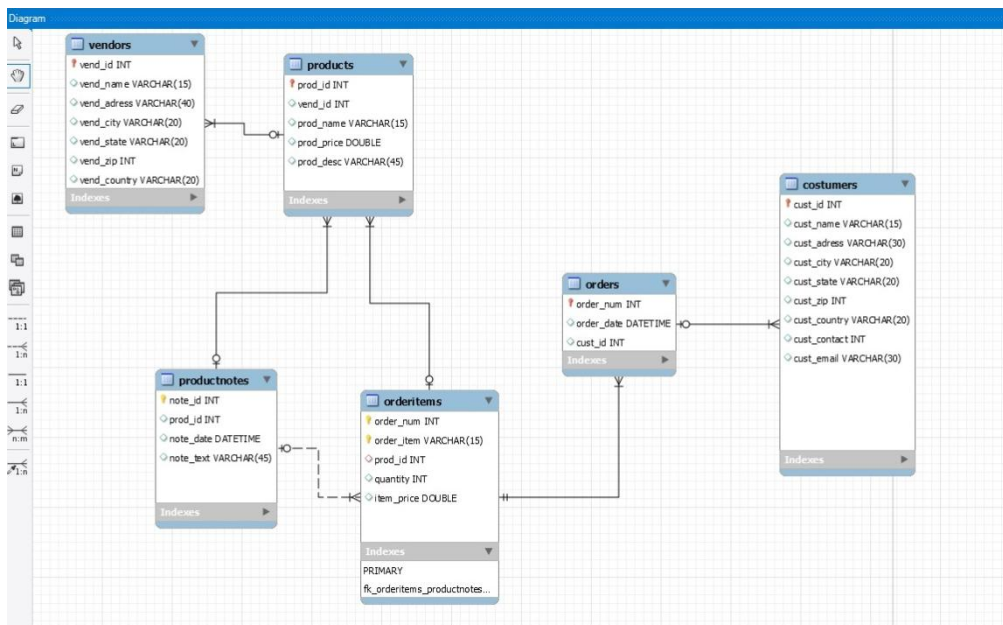 Diagram
vendors
vend_id INT
vend_name VARCHAR(15)
vend_adress VARCHAR(40)
vend_city VARCHAR(20)
vend_state VARCHAR(20)
vend_zip INT
vend_country VARCHAR(20)
Indexes
products
prod_id INT
vend_id INT
prod_name VARCHAR(15)
prod_price DOUBLE
prod_desc VARCHAR(45)
Indexes
costumers
cust_id INT
cust_name VARCHAR(15)
cust_adress VARCHAR(30)
cust_city VARCHAR(20)
cust_state VARCHAR(20)
cust_zip INT
cust_country VARCHAR(20)
cust_contact INT
cust_email VARCHAR(30)
Indexes
orders
order_num INT
order_date DATETIME
cust_id INT
Indexes
productnotes
note_id INT
prod_id INT
note_date DATETIME
note_text VARCHAR(45)
Indexes
orderitems
order_num INT
order_item VARCHAR(15)
prod_id INT
quantity INT
item_price DOUBLE
Indexes
PRIMARY
fk_orderitems_productnotes...
1:1
1:n
1:1
1:n
n:m
1:n